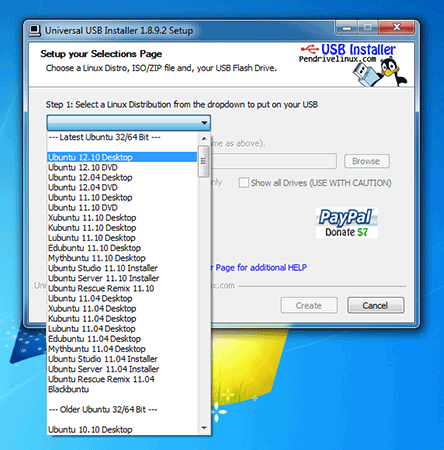 Universal USB Installer 1.8.9.2 Setup
Setup your Selections Page
Choose a Linux Distro, ISO/ZIP file and, your USB Flash Drive.
USB Installer
Pendrivelinux.com
Step 1: Select a Linux Distribution from the dropdown to put on your USB
--- Latest Ubuntu 32/64 Bit ---
Ubuntu 12.10 Desktop
Ubuntu 12.10 DVD
Ubuntu 12.04 Desktop
Ubuntu 12.04 DVD
Ubuntu 11.10 Desktop
Ubuntu 11.10 DVD
Xubuntu 11.10 Desktop
Kubuntu 11.10 Desktop
Lubuntu 11.10 Desktop
Edubuntu 11.10 Desktop
Mythbuntu 11.10 Desktop
Ubuntu Studio 11.10 Installer
Ubuntu Server 11.10 Installer
Ubuntu Rescue Remix 11.10
Ubuntu 11.04 Desktop
Xubuntu 11.04 Desktop
Kubuntu 11.04 Desktop
Lubuntu 11.04 Desktop
Edubuntu 11.04 Desktop
Mythbuntu 11.04 Desktop
Ubuntu Studio 11.04 Installer
Ubuntu Server 11.04 Installer
Ubuntu Rescue Remix 11.04
Blackbuntu
--- Older Ubuntu 32/64 Bit ---
Ubuntu 10.10 Desktop
me as above).
Browse
nly
Show all Drives (USE WITH CAUTION)
PayPal
Donate $7
r Page for additional HELP
Un
ux.com
Create
Cancel